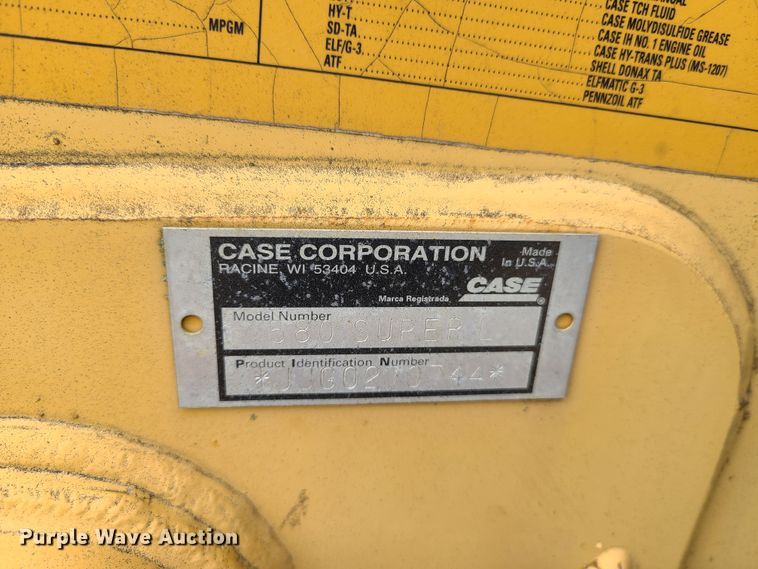 HY-T.
SD-TA
ELF/G-3.
ATF
MPGM
CASE TCH FLUID
CASE MOLYDISULFIDE GREASE
CASE IH NO. 1 ENGINE OIL
CASE HY-TRANS PLUS (MS-1207)
SHELL DONAX TA
ELFMATIC G-3
PENNZOIL ATF
CASE CORPORATION
RACINE, WI 53404 U.S.A.
Made
In U.S.A.
CASE
Marca Registrada
Model Number
580 SUPER L
Product Identification Number
Purple Wave Auction